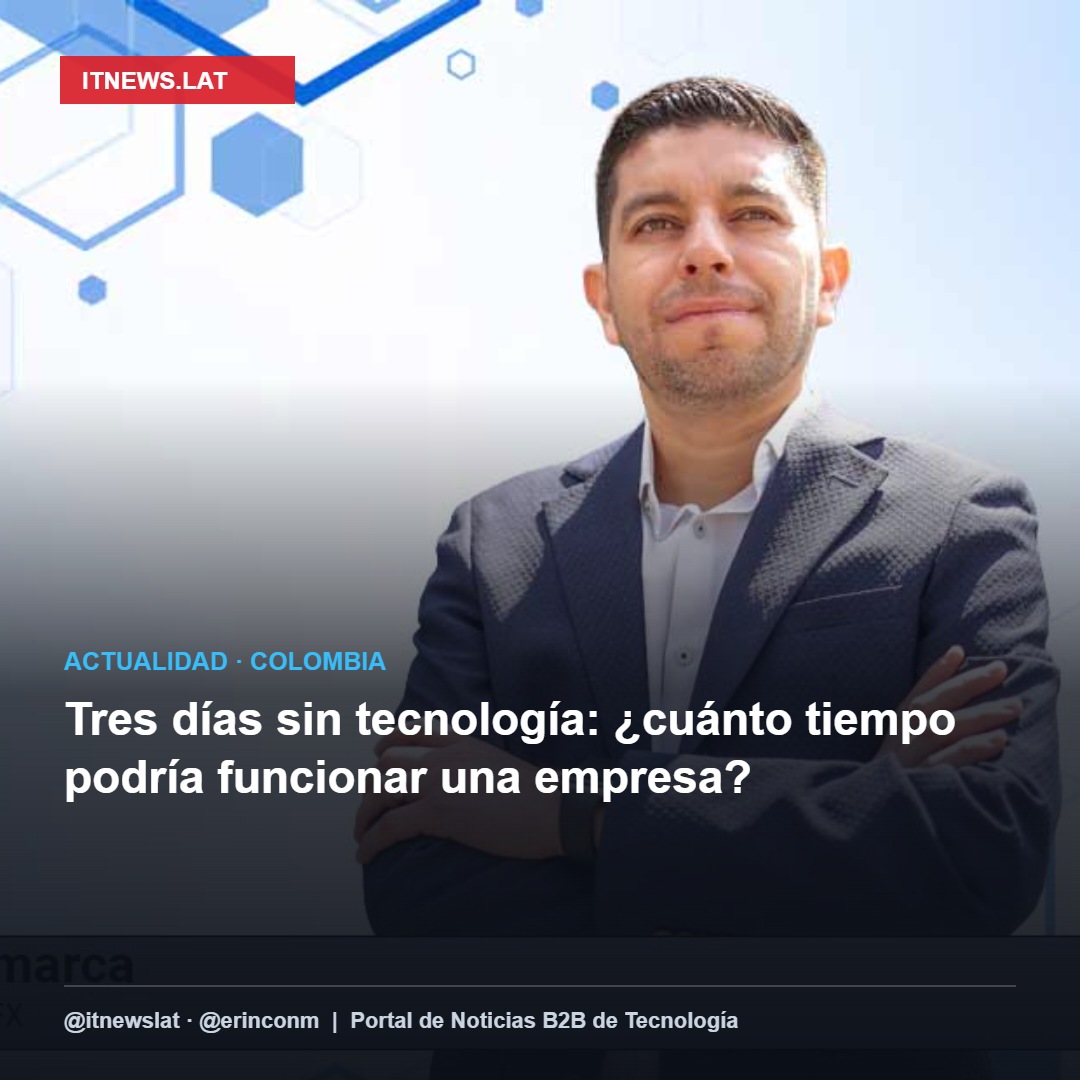 ITNEWS.LAT
ACTUALIDAD · COLOMBIA
Tres días sin tecnología: ¿cuánto tiempo
podría funcionar una empresa?
marca
@itnewslat · @erinconm | Portal de Noticias B2B de Tecnología